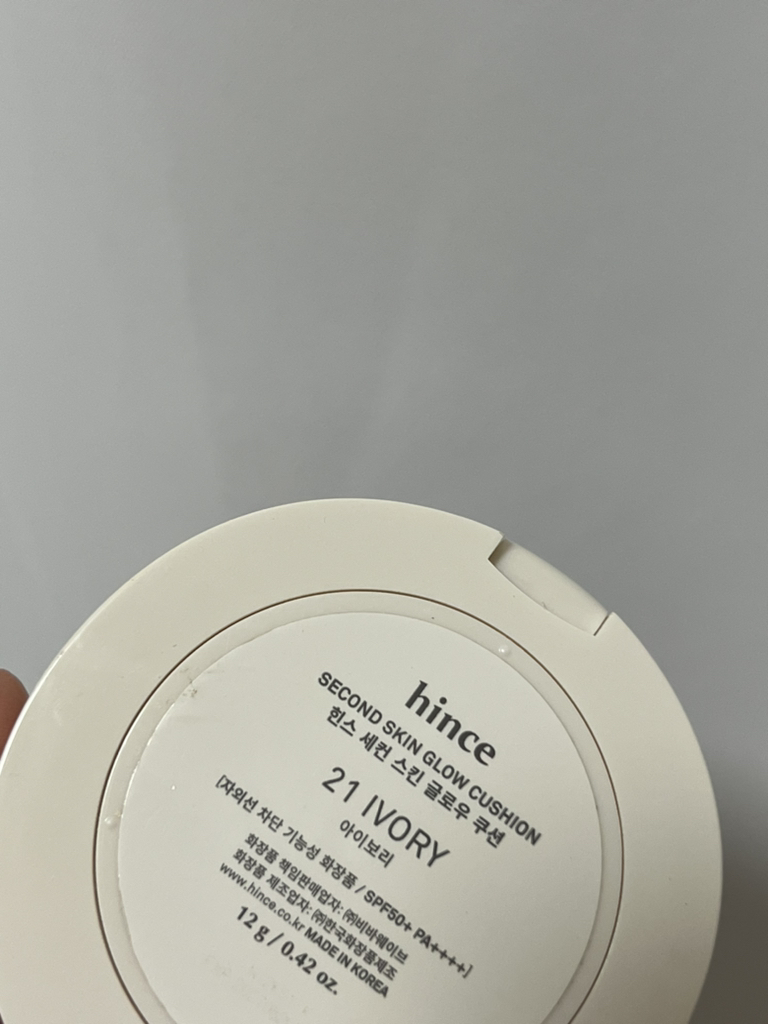 hince
SECOND SKIN GLOW CUSHION
힌스 세컨 스킨 글로우 쿠션
21 IVORY
아이보리
[자외선 차단 기능성 화장품 / SPF50+ PA++++]
화장품 책임판매업자: ㈜비바웨이브
화장품 제조업자: ㈜한국화장품제조
www.hince.co.kr MADE IN KOREA
12 g / 0.42 oz.